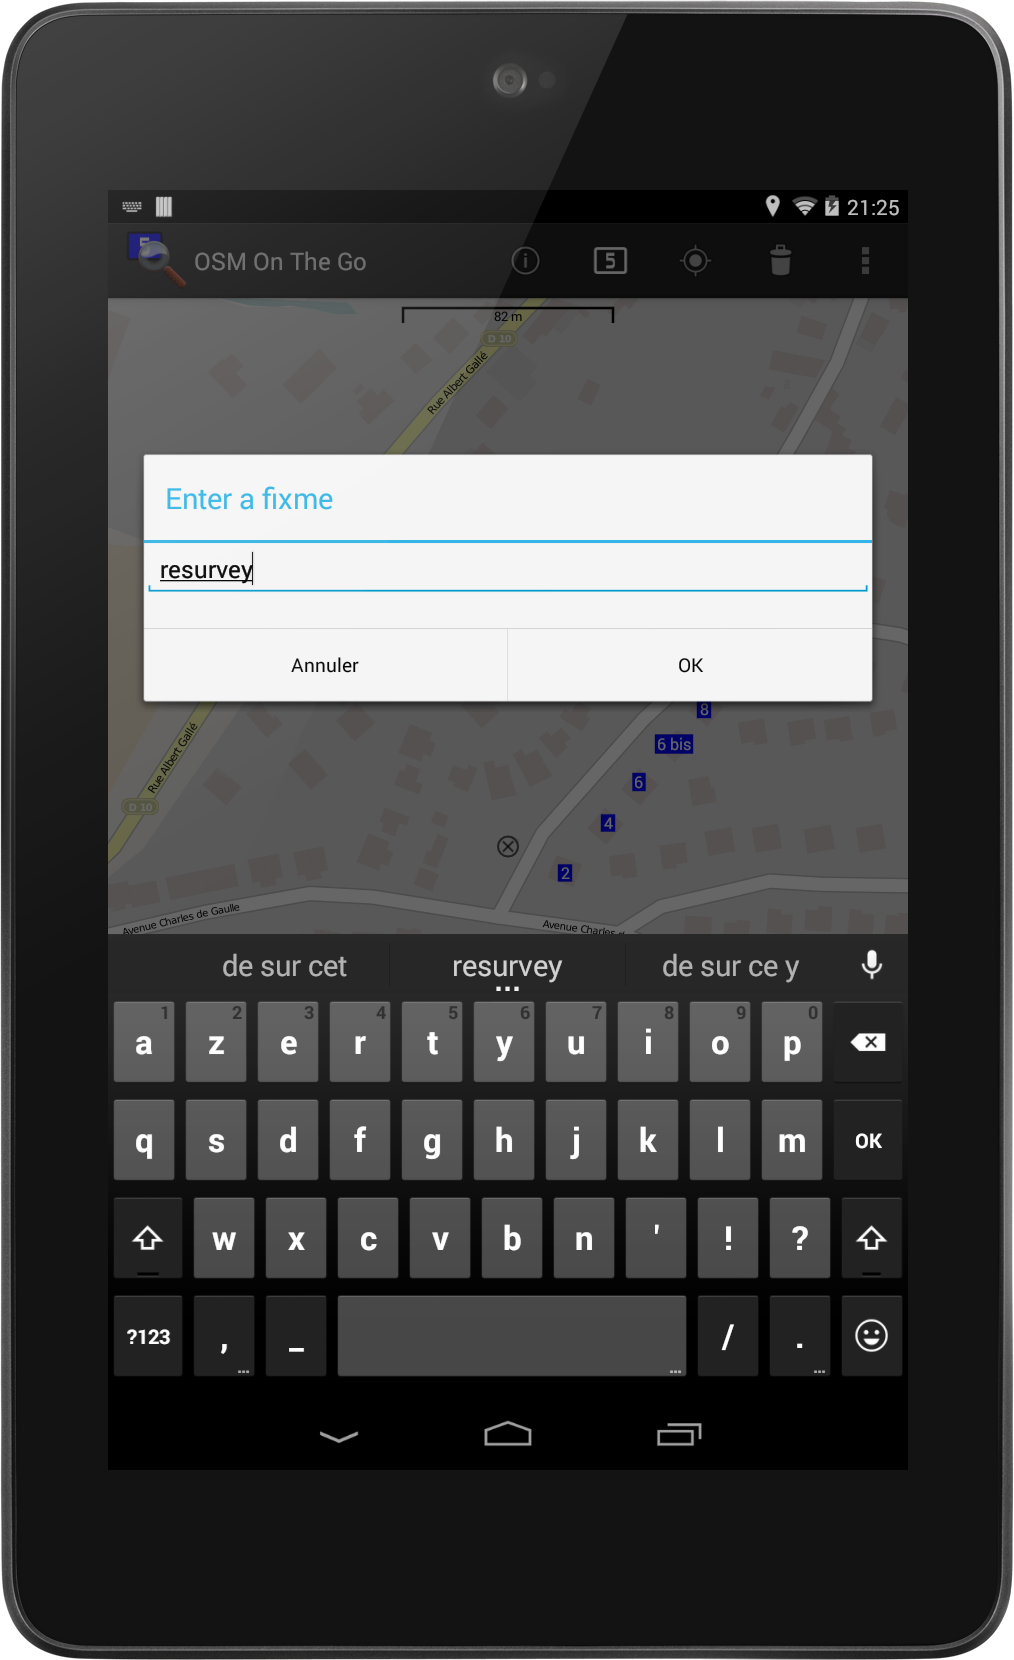 21:25
5
OSM On The Go
5
82 m
D 10
Rue Albert Gallé
Enter a fixme
resurvey
Annuler
OK
8
6 bis
Rue Albert Gallé
6
D 10
4
2
Avenue Charles de Gaulle
Avenue Charles d
de sur cet
resurvey
de sur ce y
1 2 3 4 5 6 7 8 9 0
a z e r t y u i o p
q s d f g h j k l m OK
w x c v b n ' ! ?
?123 , _ / .